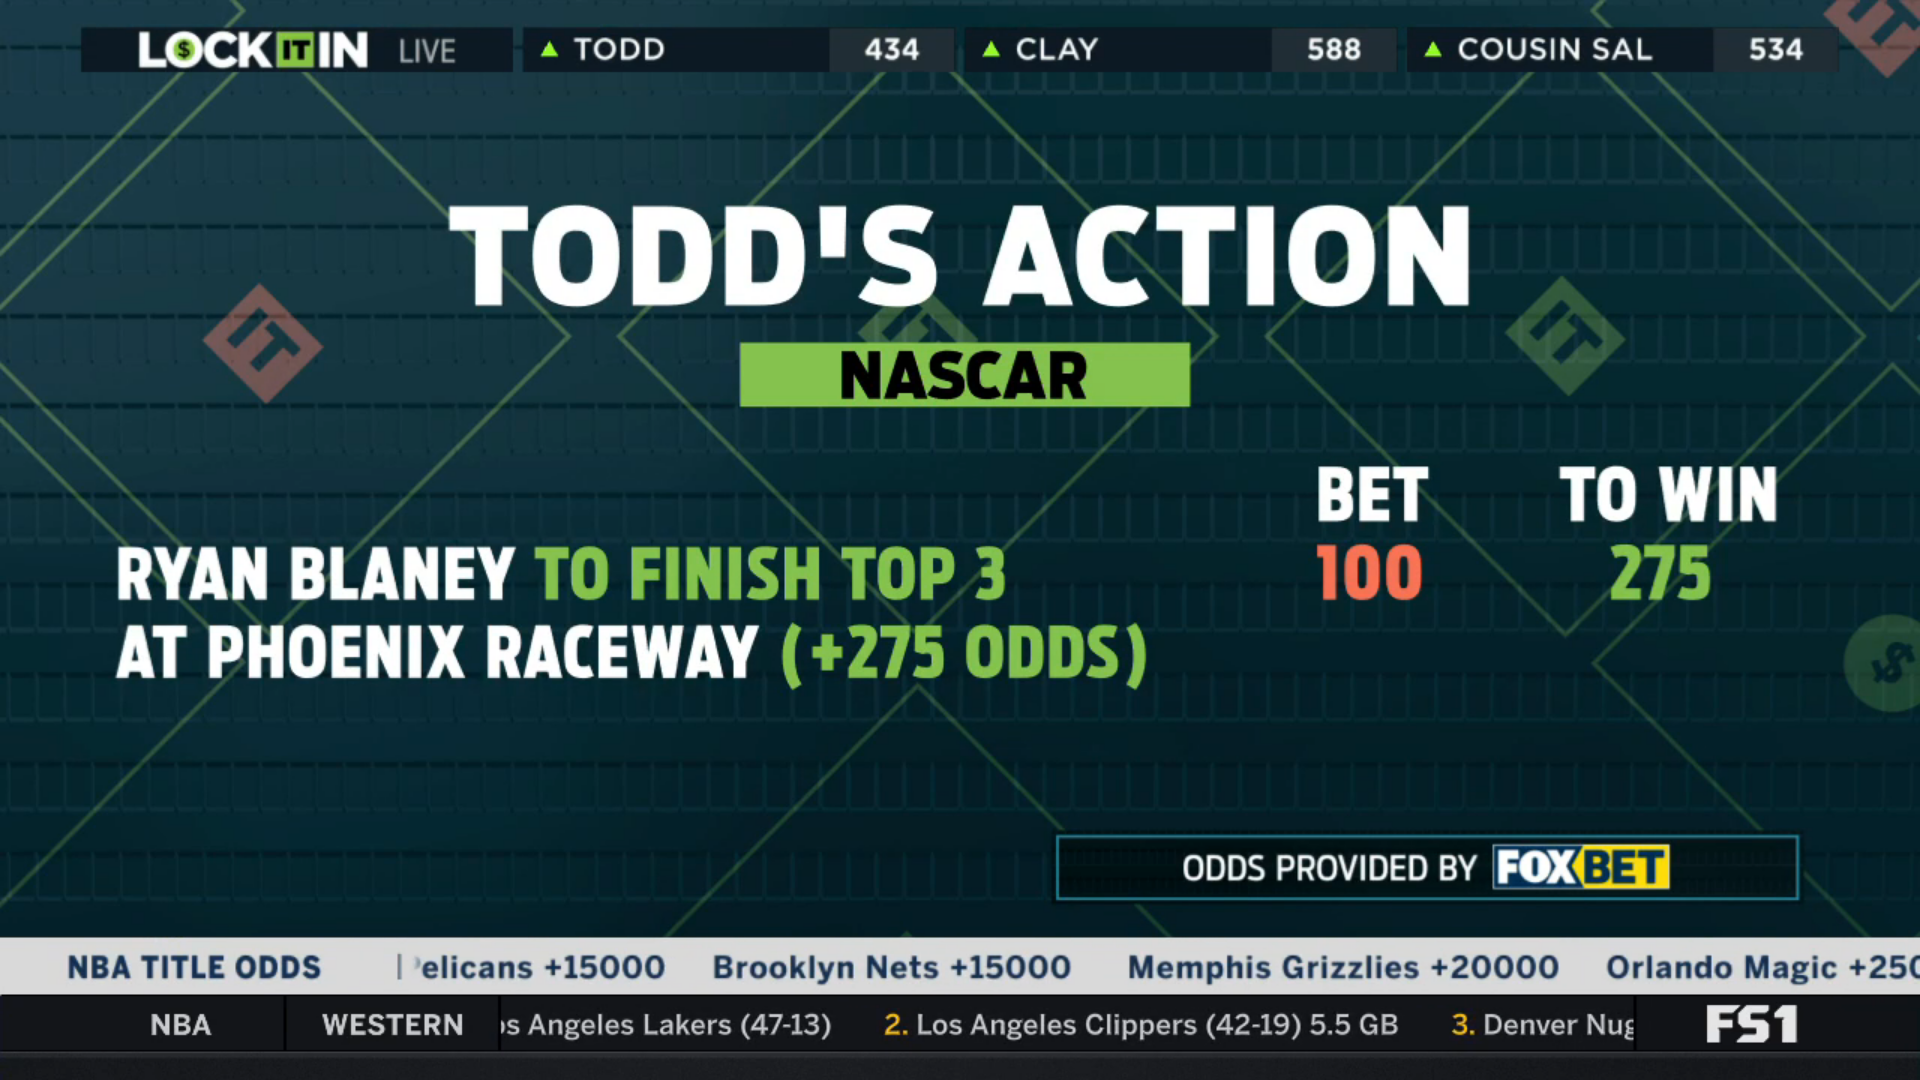 LOCK IT IN LIVE TODD 434 CLAY 588 COUSIN SAL 534
TODD'S ACTION
NASCAR
BET TO WIN
RYAN BLANEY TO FINISH TOP 3 100 275
AT PHOENIX RACEWAY (+275 ODDS)
ODDS PROVIDED BY FOX BET
NBA TITLE ODDS elicans +15000 Brooklyn Nets +15000 Memphis Grizzlies +20000 Orlando Magic +250
NBA WESTERN os Angeles Lakers (47-13) 2. Los Angeles Clippers (42-19) 5.5 GB 3. Denver Nug FS1